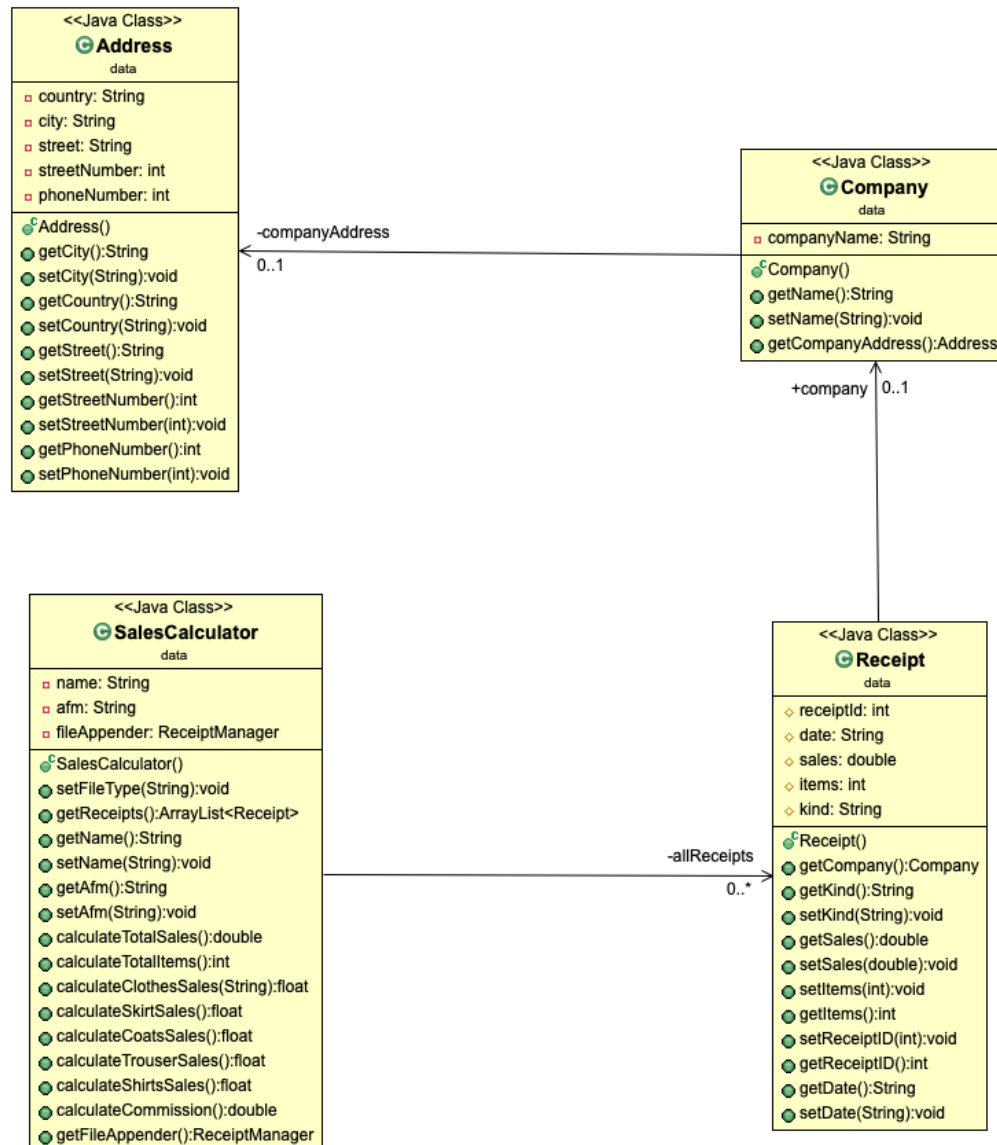 <<Java Class>>
Address
data
country: String
city: String
street: String
streetNumber: int
phoneNumber: int
Address()
getCity():String
setCity(String):void
getCountry():String
setCountry(String):void
getStreet():String
setStreet(String):void
getStreetNumber():int
setStreetNumber(int):void
getPhoneNumber():int
setPhoneNumber(int):void
-companyAddress
0..1
<<Java Class>>
Company
data
companyName: String
Company()
getName():String
setName(String):void
getCompanyAddress():Address
+company
0..1
<<Java Class>>
SalesCalculator
data
name: String
afm: String
fileAppender: ReceiptManager
SalesCalculator()
setFileType(String):void
getReceipts():ArrayList<Receipt>
getName():String
setName(String):void
getAfm():String
setAfm(String):void
calculateTotalSales():double
calculateTotalItems():int
calculateClothesSales(String):float
calculateSkirtSales():float
calculateCoatsSales():float
calculateTrouserSales():float
calculateShirtsSales():float
calculateCommission():double
getFileAppender():ReceiptManager
-allReceipts
0..*
<<Java Class>>
Receipt
data
receiptId: int
date: String
sales: double
items: int
kind: String
Receipt()
getCompany():Company
getKind():String
setKind(String):void
getSales():double
setSales(double):void
setItems(int):void
getItems():int
setReceiptID(int):void
getReceiptID():int
getDate():String
setDate(String):void